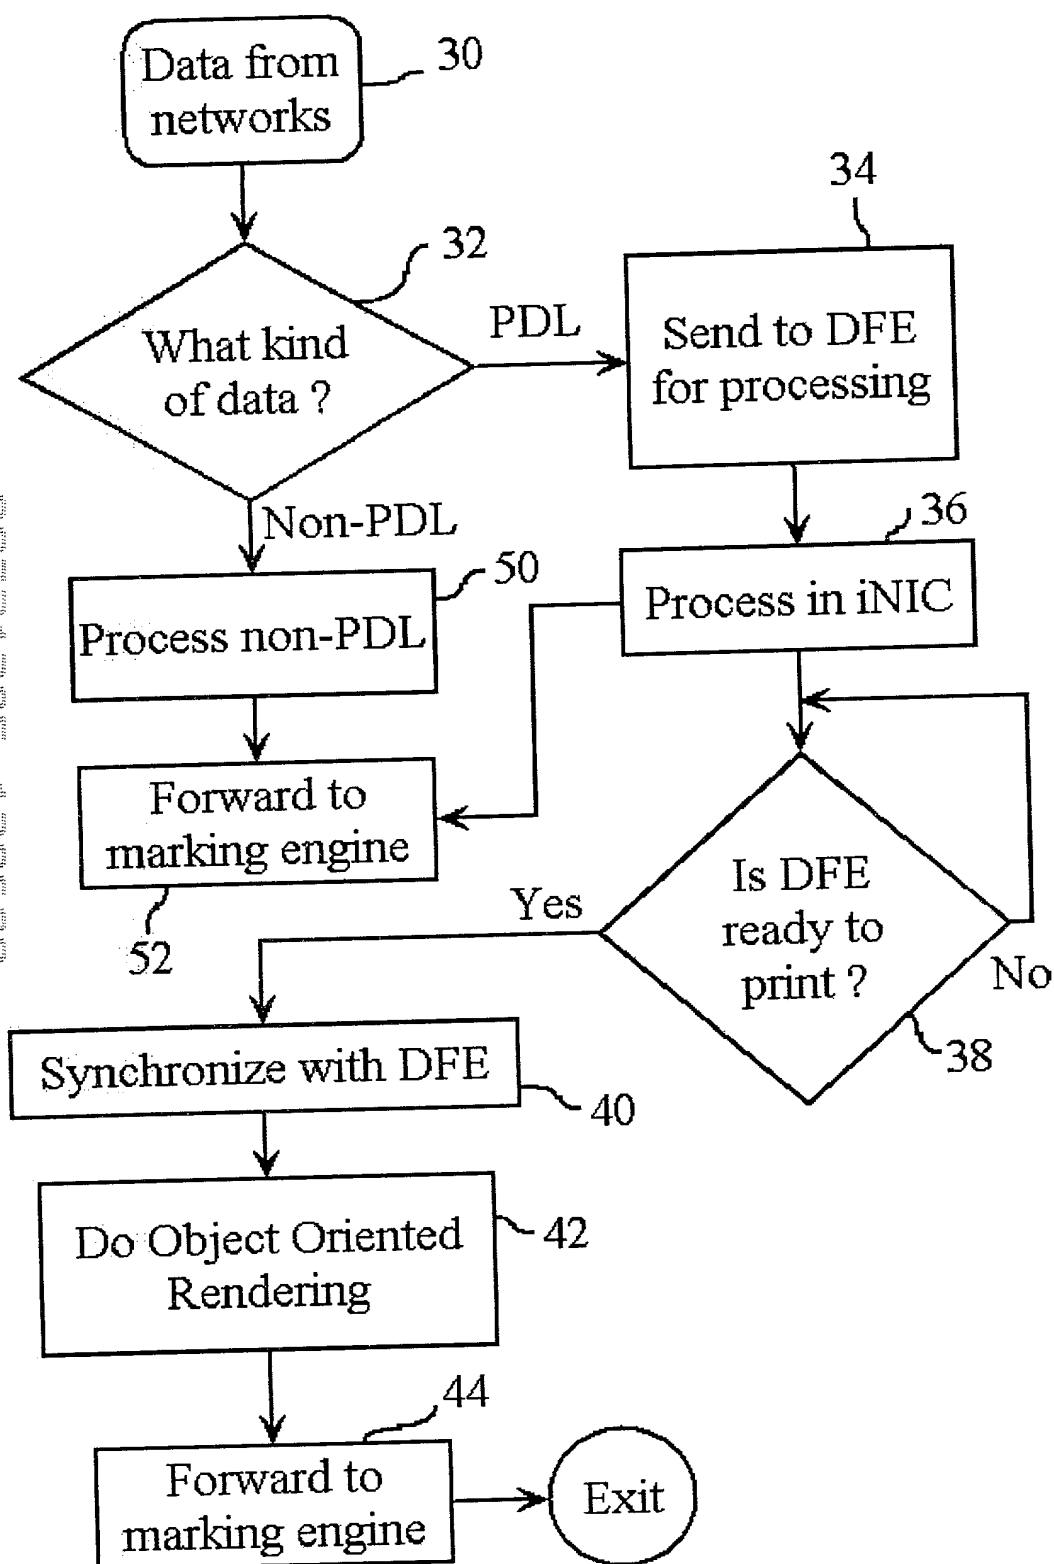 Data from
networks
30
32
34
What kind
of data ?
PDL
Send to DFE
for processing
Non-PDL
36
50
Process in iNIC
Process non-PDL
Forward to
marking engine
52
Is DFE
ready to
print ?
Yes
No
38
Synchronize with DFE
40
Do Object Oriented
Rendering
42
44
Forward to
marking engine
Exit